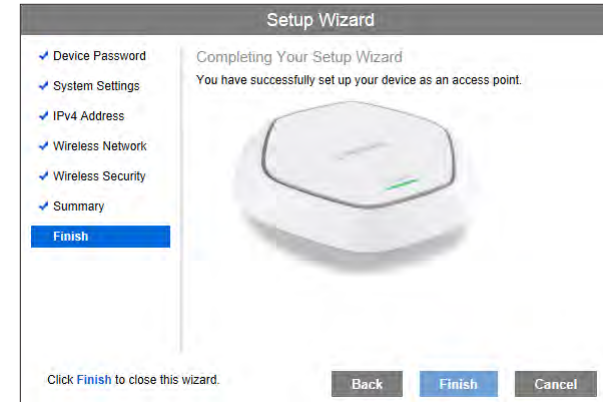 Setup Wizard
Device Password
System Settings
IPv4 Address
Wireless Network
Wireless Security
Summary
Finish
Completing Your Setup Wizard
You have successfully set up your device as an access point.
Click Finish to close this wizard.
Back
Finish
Cancel